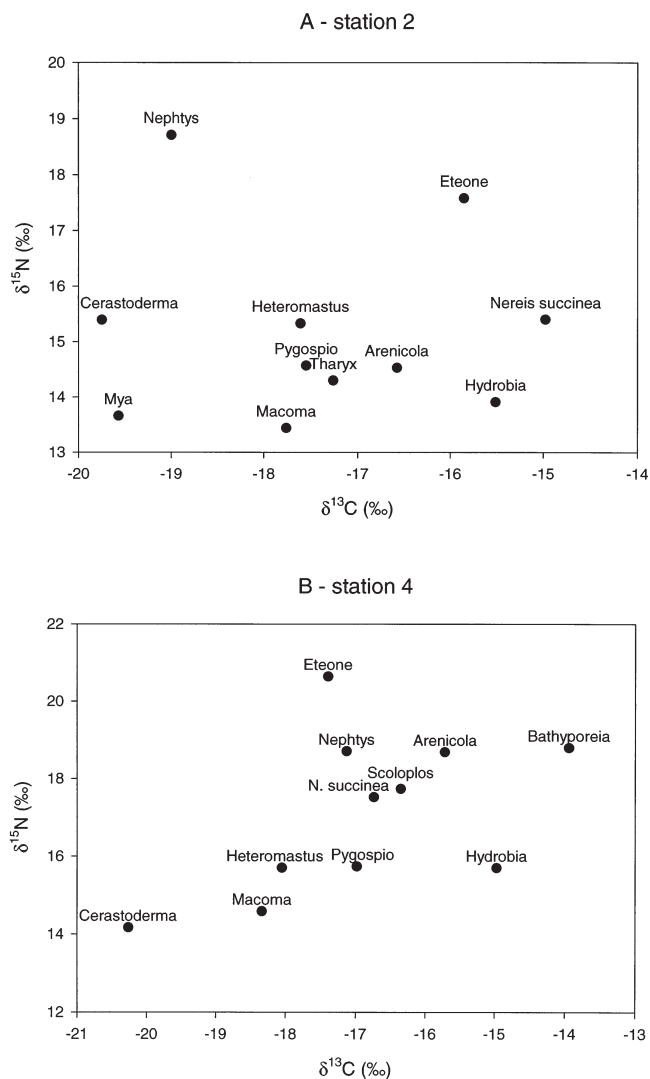 A - station 2
20
19
18
17
16
15
14
13
δ15N (‰)
Nephtys
Eteone
Cerastoderma
Heteromastus
Nereis succinea
Pygospio
Arenicola
Tharyx
Mya
Hydrobia
Macoma
-20 -19 -18 -17 -16 -15 -14
δ13C (‰)
B - station 4
22
20
18
16
14
12
δ15N (‰)
Eteone
Nephtys
Arenicola
Bathyporeia
Scoloplos
N. succinea
Heteromastus
Pygospio
Hydrobia
Macoma
Cerastoderma
-21 -20 -19 -18 -17 -16 -15 -14 -13
δ13C (‰)